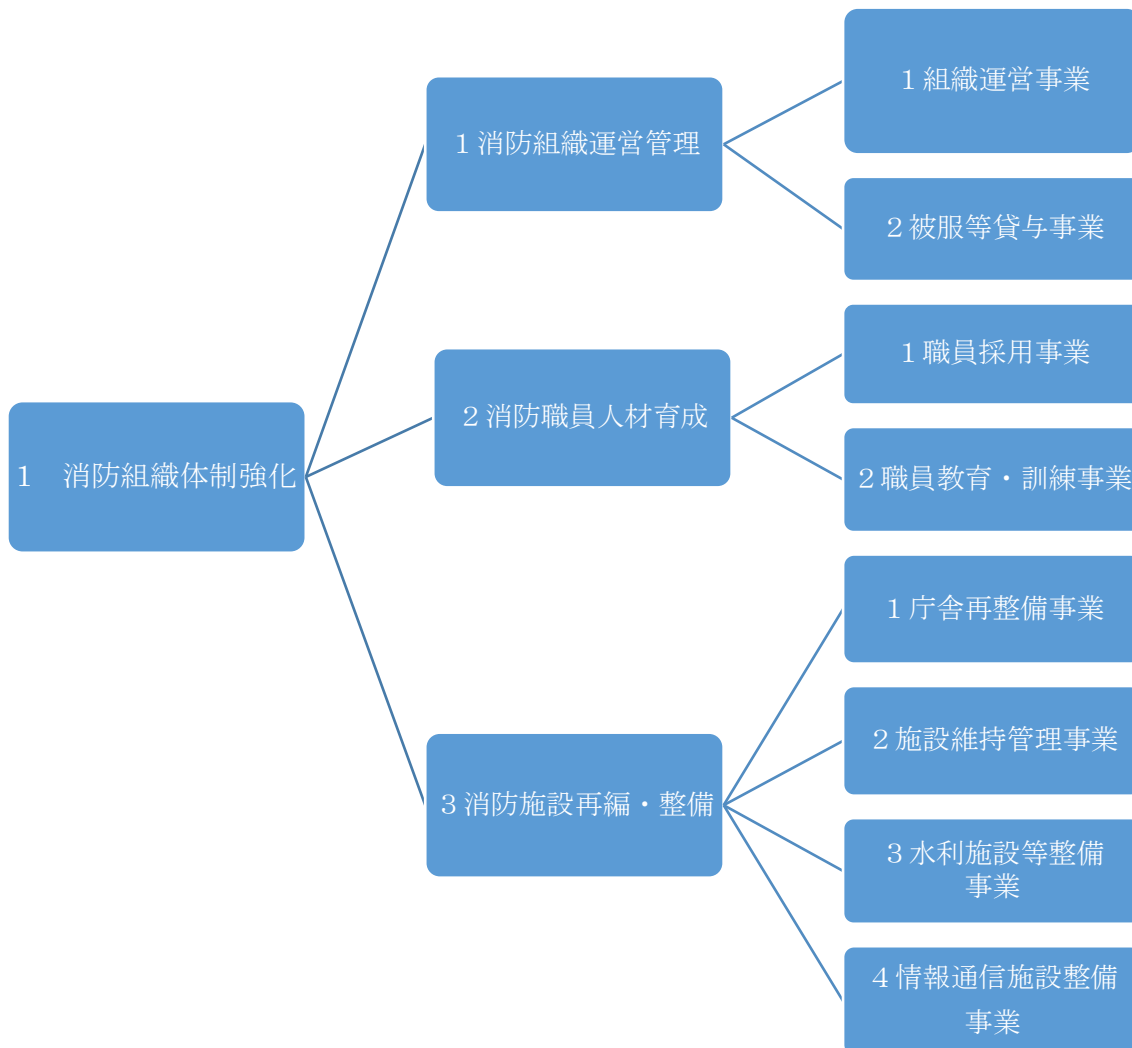 １　消防組織体制強化
１消防組織運営管理
１組織運営事業
２被服等貸与事業
２消防職員人材育成
１職員採用事業
２職員教育・訓練事業
３消防施設再編・整備
１庁舎再整備事業
２施設維持管理事業
３水利施設等整備
事業
４情報通信施設整備
事業